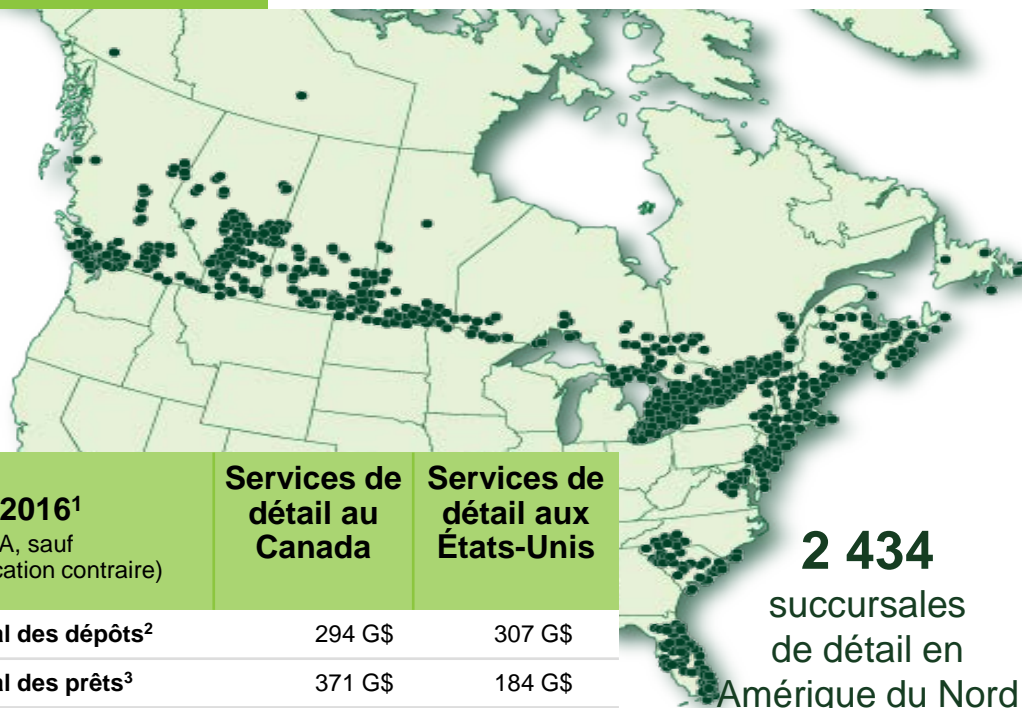 2016¹
A, sauf
cation contraire)
Services de
détail au
Canada
Services de
détail aux
États-Unis
al des dépôts² 294 G$ 307 G$
al des prêts³ 371 G$ 184 G$
2 434
succursales
de détail en
Amérique du Nord